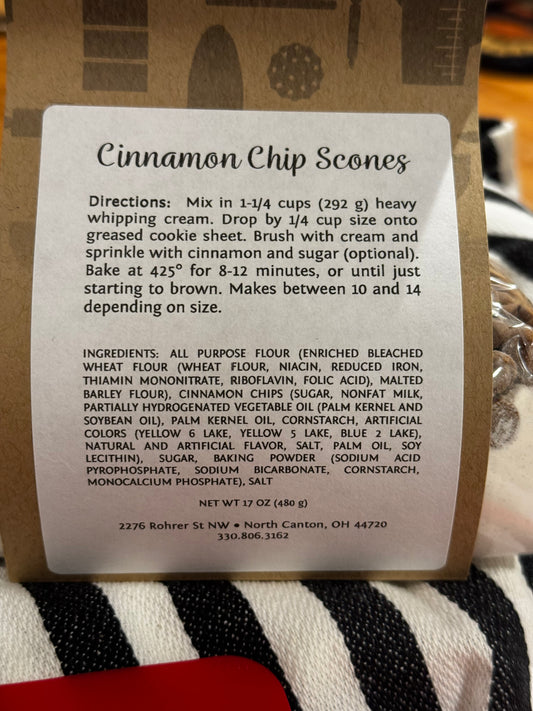 Cinnamon Chip Scones
Directions: Mix in 1-1/4 cups (292 g) heavy
whipping cream. Drop by 1/4 cup size onto
greased cookie sheet. Brush with cream and
sprinkle with cinnamon and sugar (optional).
Bake at 425° for 8-12 minutes, or until just
starting to brown. Makes between 10 and 14
depending on size.
INGREDIENTS: ALL PURPOSE FLOUR (ENRICHED BLEACHED
WHEAT FLOUR (WHEAT FLOUR, NIACIN, REDUCED IRON,
THIAMIN MONONITRATE, RIBOFLAVIN, FOLIC ACID), MALTED
BARLEY FLOUR), CINNAMON CHIPS (SUGAR, NONFAT MILK,
PARTIALLY HYDROGENATED VEGETABLE OIL (PALM KERNEL AND
SOYBEAN OIL), PALM KERNEL OIL, CORNSTARCH, ARTIFICIAL
COLORS (YELLOW 6 LAKE, YELLOW 5 LAKE, BLUE 2 LAKE),
NATURAL AND ARTIFICIAL FLAVOR, SALT, PALM OIL, SOY
LECITHIN), SUGAR, BAKING POWDER (SODIUM ACID
PYROPHOSPHATE, SODIUM BICARBONATE, CORNSTARCH,
MONOCALCIUM PHOSPHATE), SALT
NET WT 17 OZ (480 g)
2276 Rohrer St NW • North Canton, OH 44720
330.806.3162